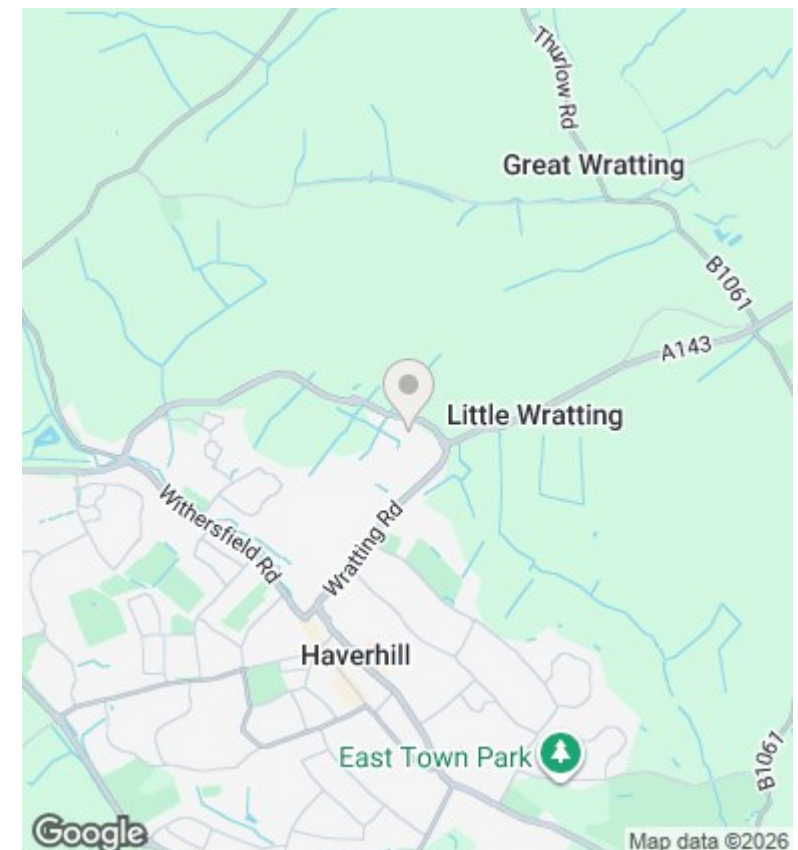 Thurlow Rd
Great Wratting
B1061
A143
Little Wratting
Withersfield Rd
Wratting Rd
Haverhill
East Town Park
B1061
Google
Map data ©2026